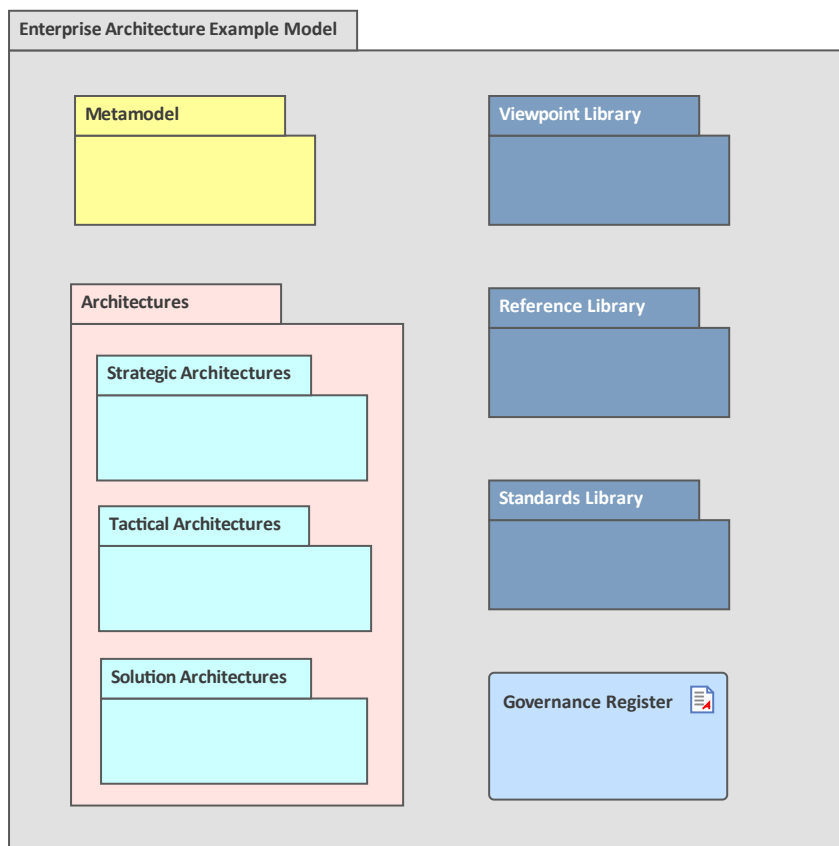 Enterprise Architecture Example Model
Metamodel
Viewpoint Library
Architectures
Reference Library
Strategic Architectures
Tactical Architectures
Standards Library
Solution Architectures
Governance Register